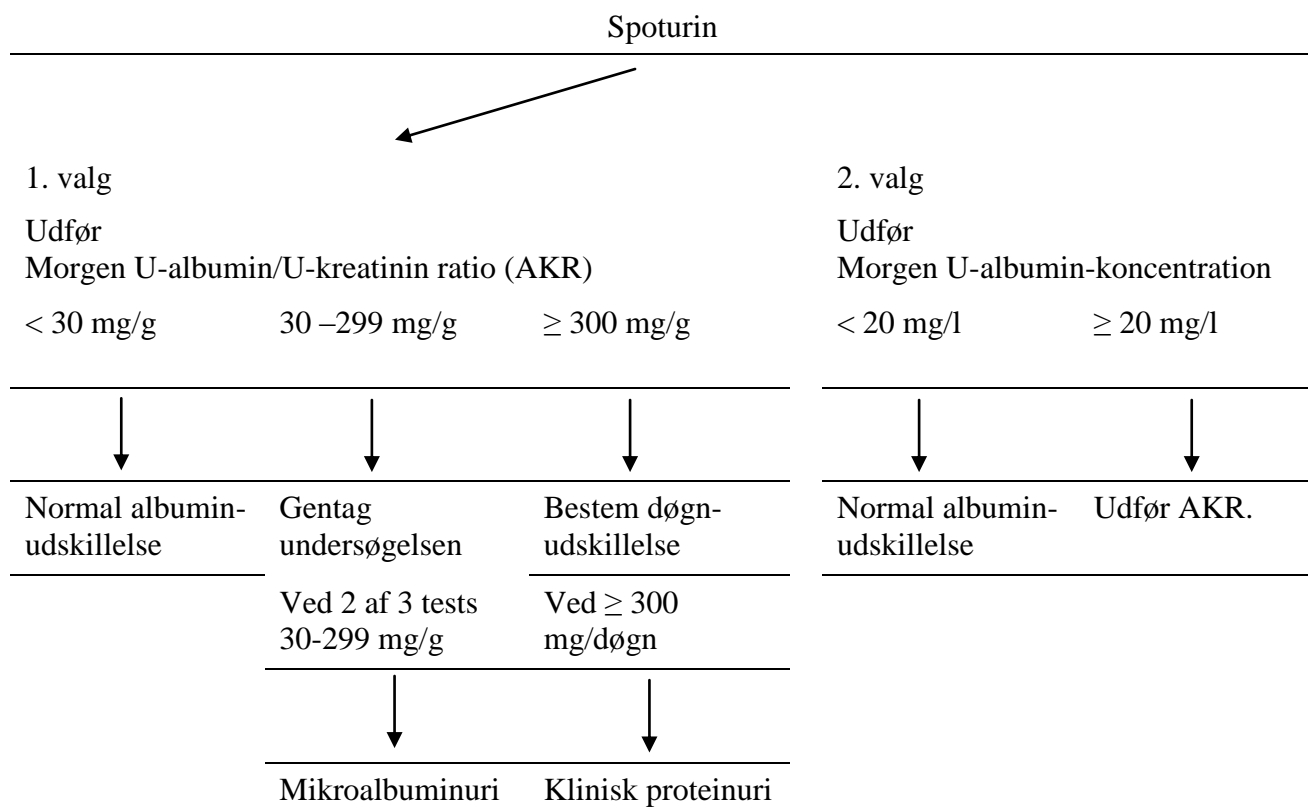 Spoturin
1. valg
Udfør
Morgen U-albumin/U-kreatinin ratio (AKR)
< 30 mg/g
30 –299 mg/g
≥ 300 mg/g
2. valg
Udfør
Morgen U-albumin-koncentration
< 20 mg/l
≥ 20 mg/l
Normal albumin-
udskillelse
Gentag
undersøgelsen
Ved 2 af 3 tests
30-299 mg/g
Bestem døgn-
udskillelse
Ved ≥ 300
mg/døgn
Normal albumin-
udskillelse
Udfør AKR.
Mikroalbuminuri
Klinisk proteinuri